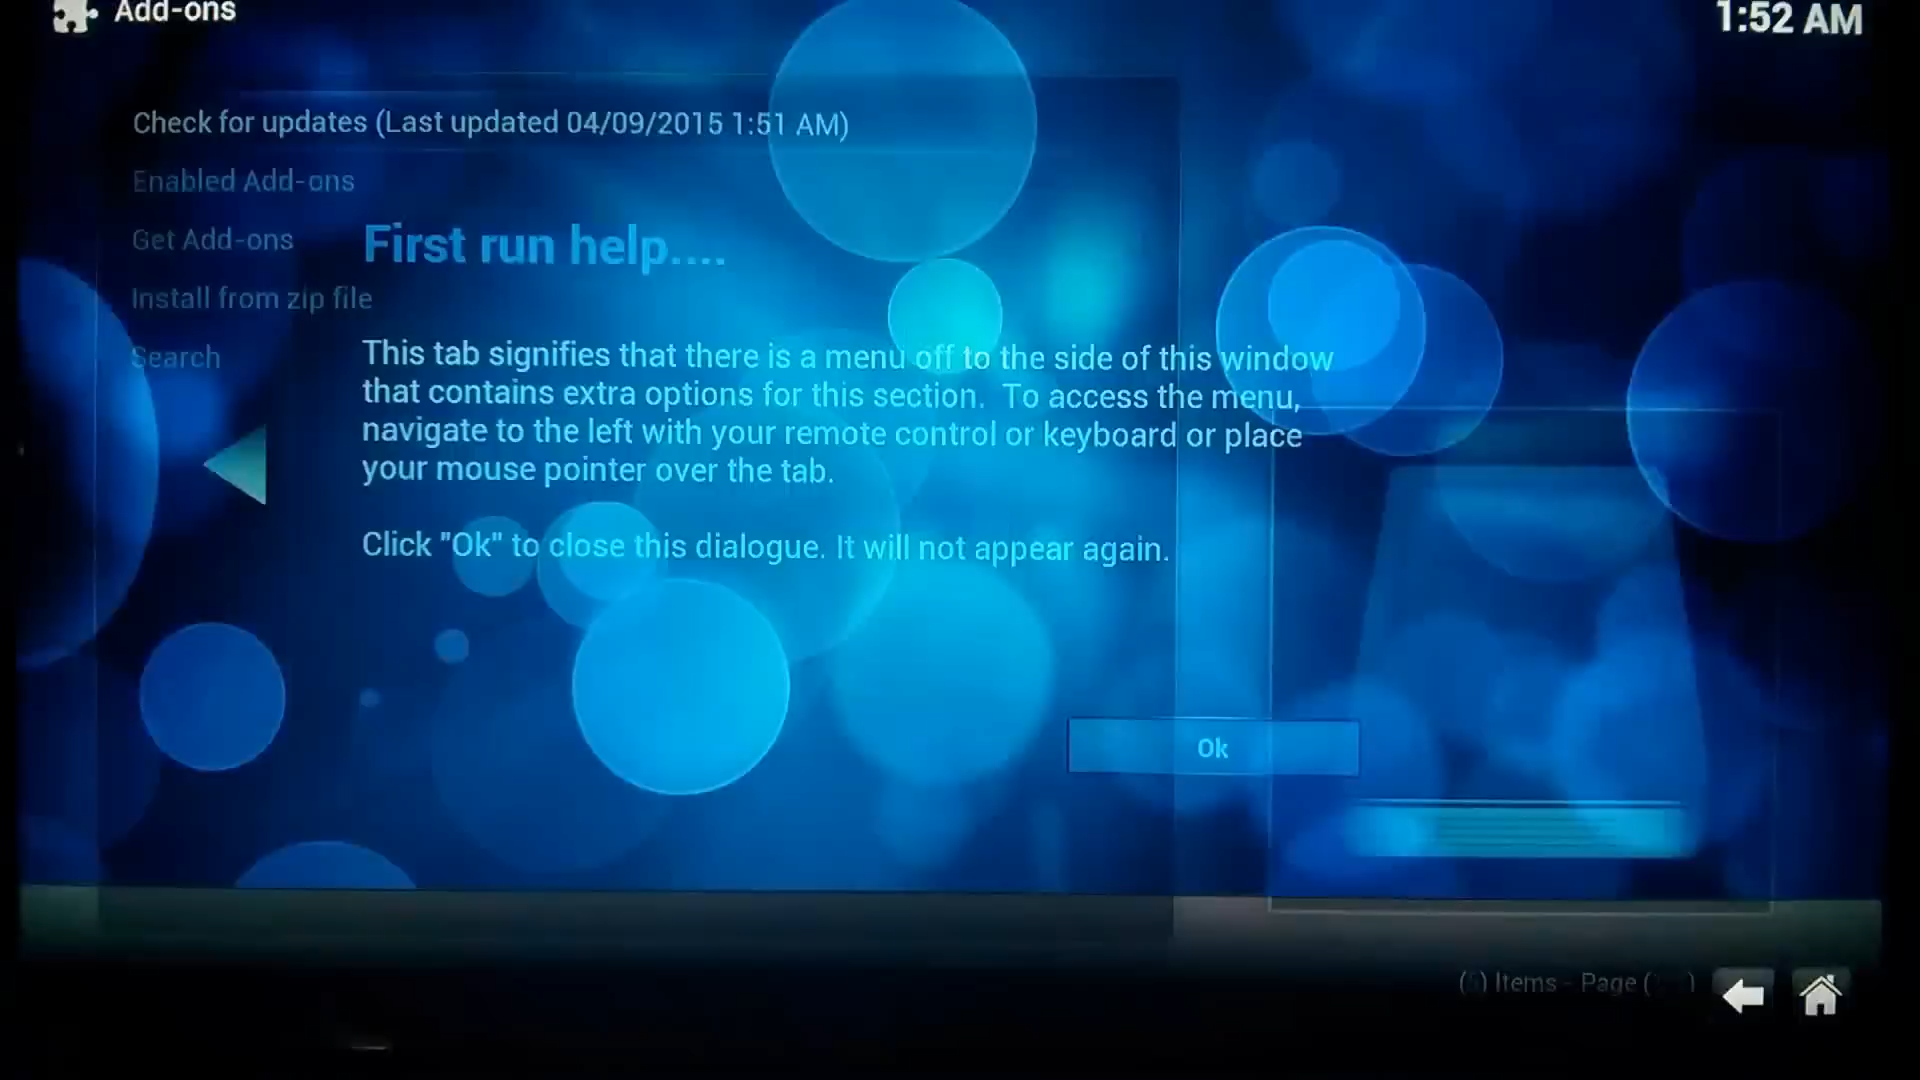 Add-ons
1:52 AM
Check for updates (Last updated 04/09/2015 1:51 AM)
Enabled Add-ons
Get Add-ons
Install from zip file
Search
First run help....
This tab signifies that there is a menu off to the side of this window
that contains extra options for this section. To access the menu,
navigate to the left with your remote control or keyboard or place
your mouse pointer over the tab.
Click "Ok" to close this dialogue. It will not appear again.
Ok
Items - Page